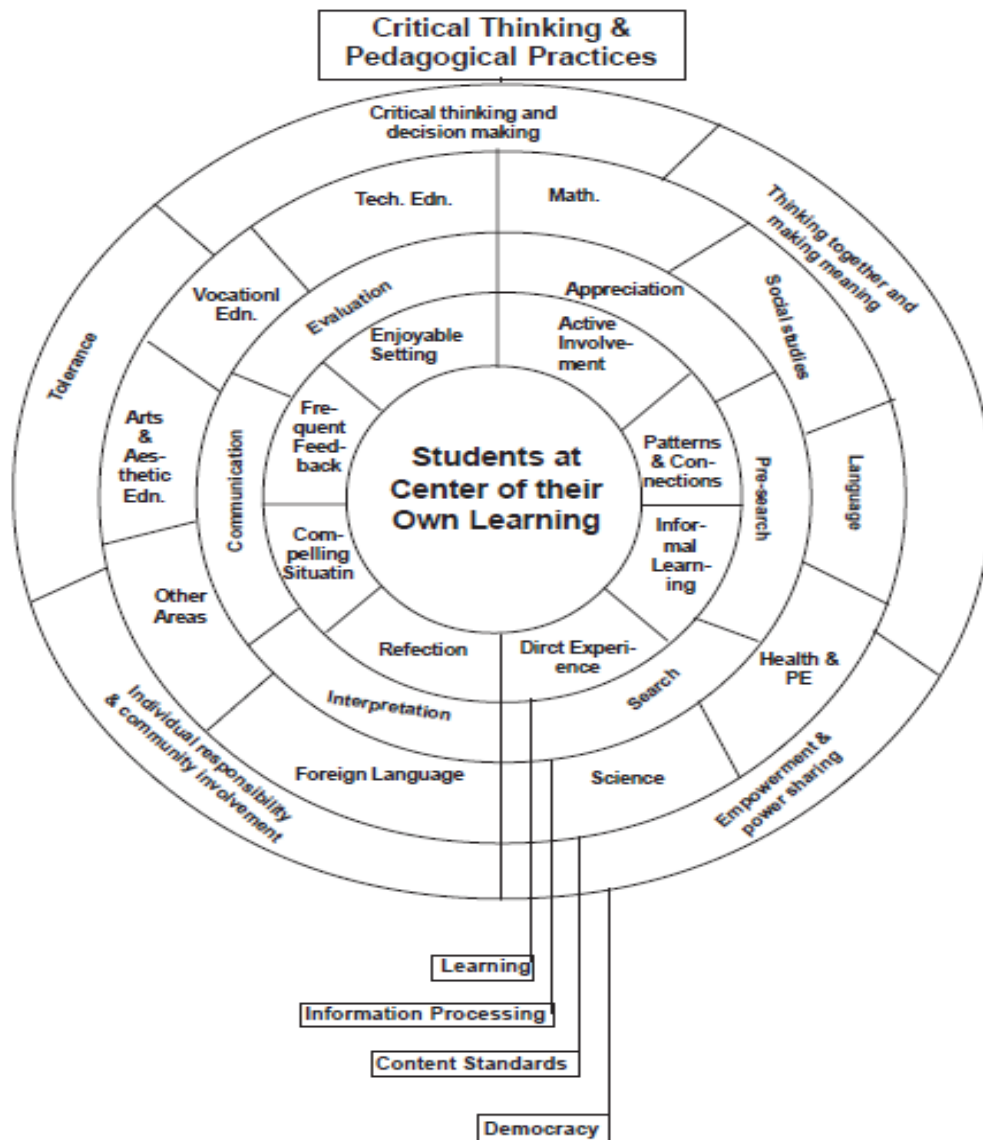 Critical Thinking &
Pedagogical Practices
Critical thinking and
decision making
Thinking together and
making meaning
Empowerment &
power sharing
Individual responsibility
& community involvement
Tolerance
Tech. Edn.
Math.
Social studies
Language
Health &
PE
Science
Foreign Language
Other
Areas
Arts
&
Aes-
thetic
Edn.
Vocationl
Edn.
Evaluation
Appreciation
Pre-search
Search
Interpretation
Communication
Enjoyable
Setting
Active
Involve-
ment
Patterns
& Con-
nections
Infor-
mal
Learn-
ing
Dirct Experi-
ence
Refection
Com-
pelling
Situatin
Fre-
quent
Feed-
back
Students at
Center of their
Own Learning
Learning
Information Processing
Content Standards
Democracy